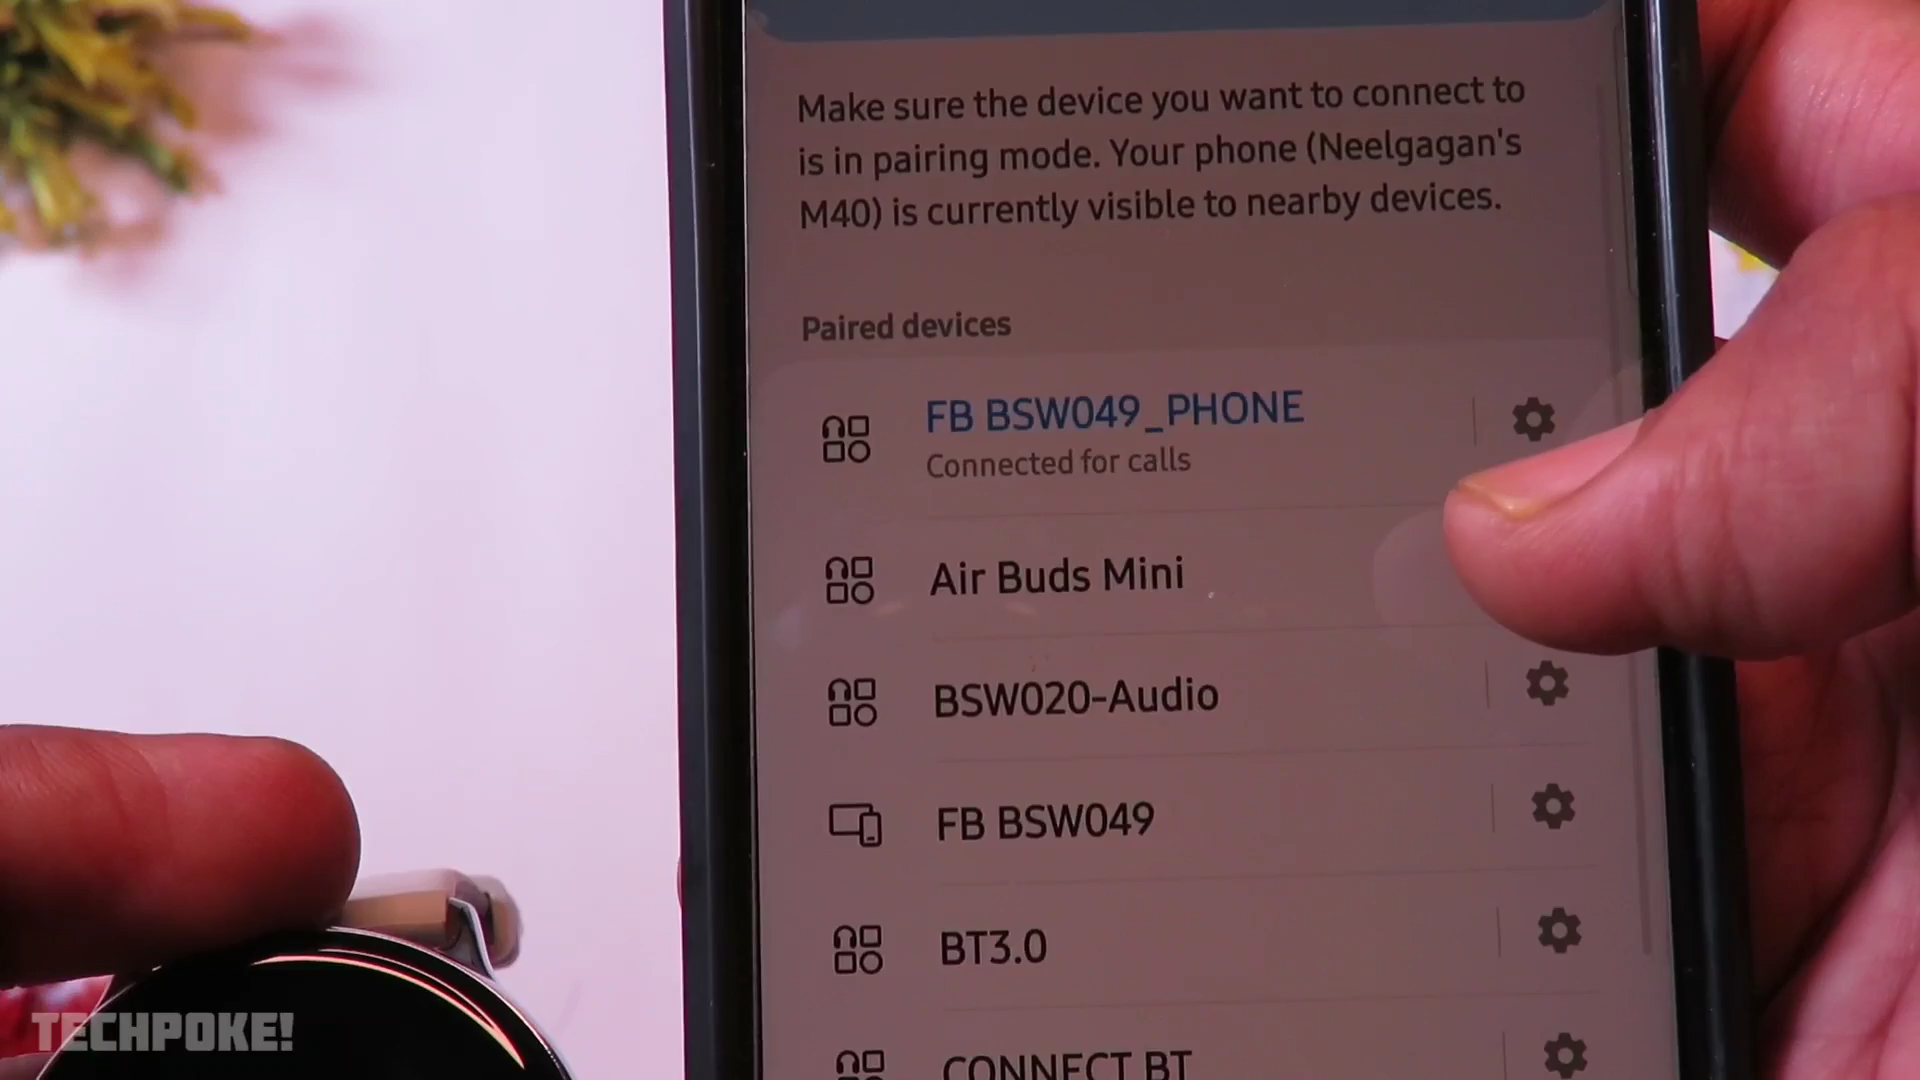 Make sure the device you want to connect to
is in pairing mode. Your phone (Neelgagan's
M40) is currently visible to nearby devices.
Paired devices
FB BSW049_PHONE
Connected for calls
Air Buds Mini
BSW020-Audio
FB BSW049
BT3.0
CONNECT BT
TECHPOKE!